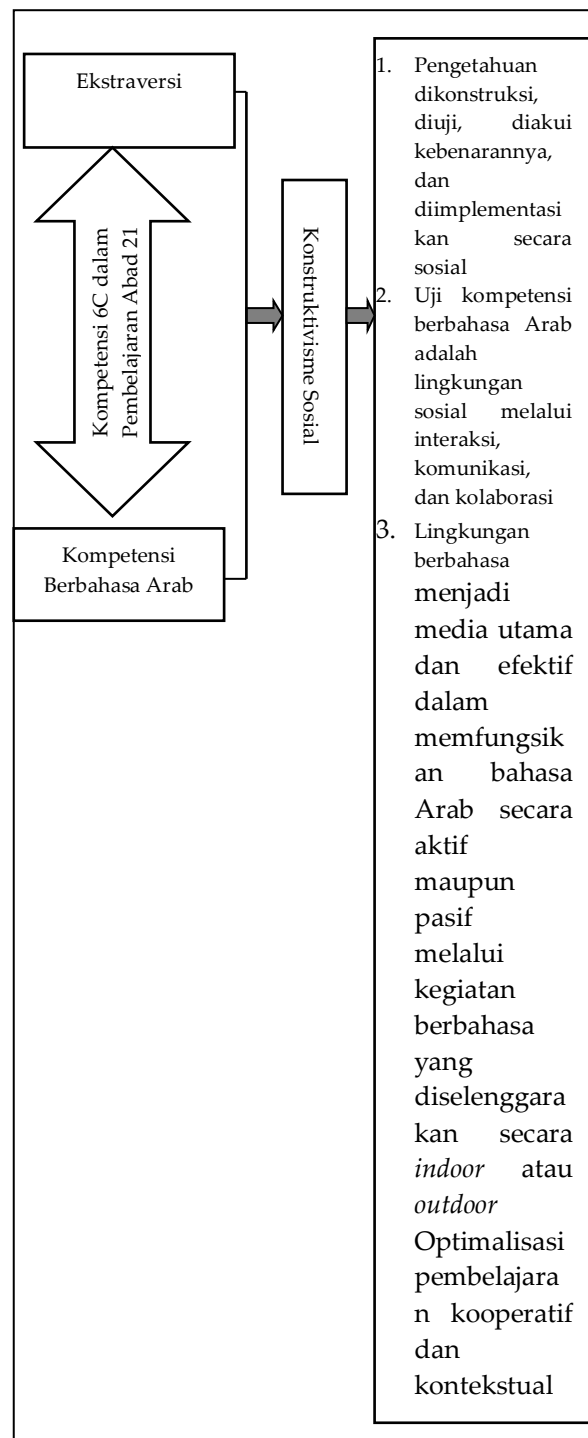 Ekstraversi
Kompetensi 6C dalam
Pembelajaran Abad 21
Kompetensi
Berbahasa Arab
Konstruktivisme Sosial
1. Pengetahuan
dikonstruksi,
diuji, diakui
kebenarannya,
dan
diimplementasi
kan secara
sosial
2. Uji kompetensi
berbahasa Arab
adalah
lingkungan
sosial melalui
interaksi,
komunikasi,
dan kolaborasi
3. Lingkungan
berbahasa
menjadi
media utama
dan efektif
dalam
memfungsik
an bahasa
Arab secara
aktif
maupun
pasif
melalui
kegiatan
berbahasa
yang
diselenggara
kan secara
indoor atau
outdoor
Optimalisasi
pembelajara
n kooperatif
dan
kontekstual